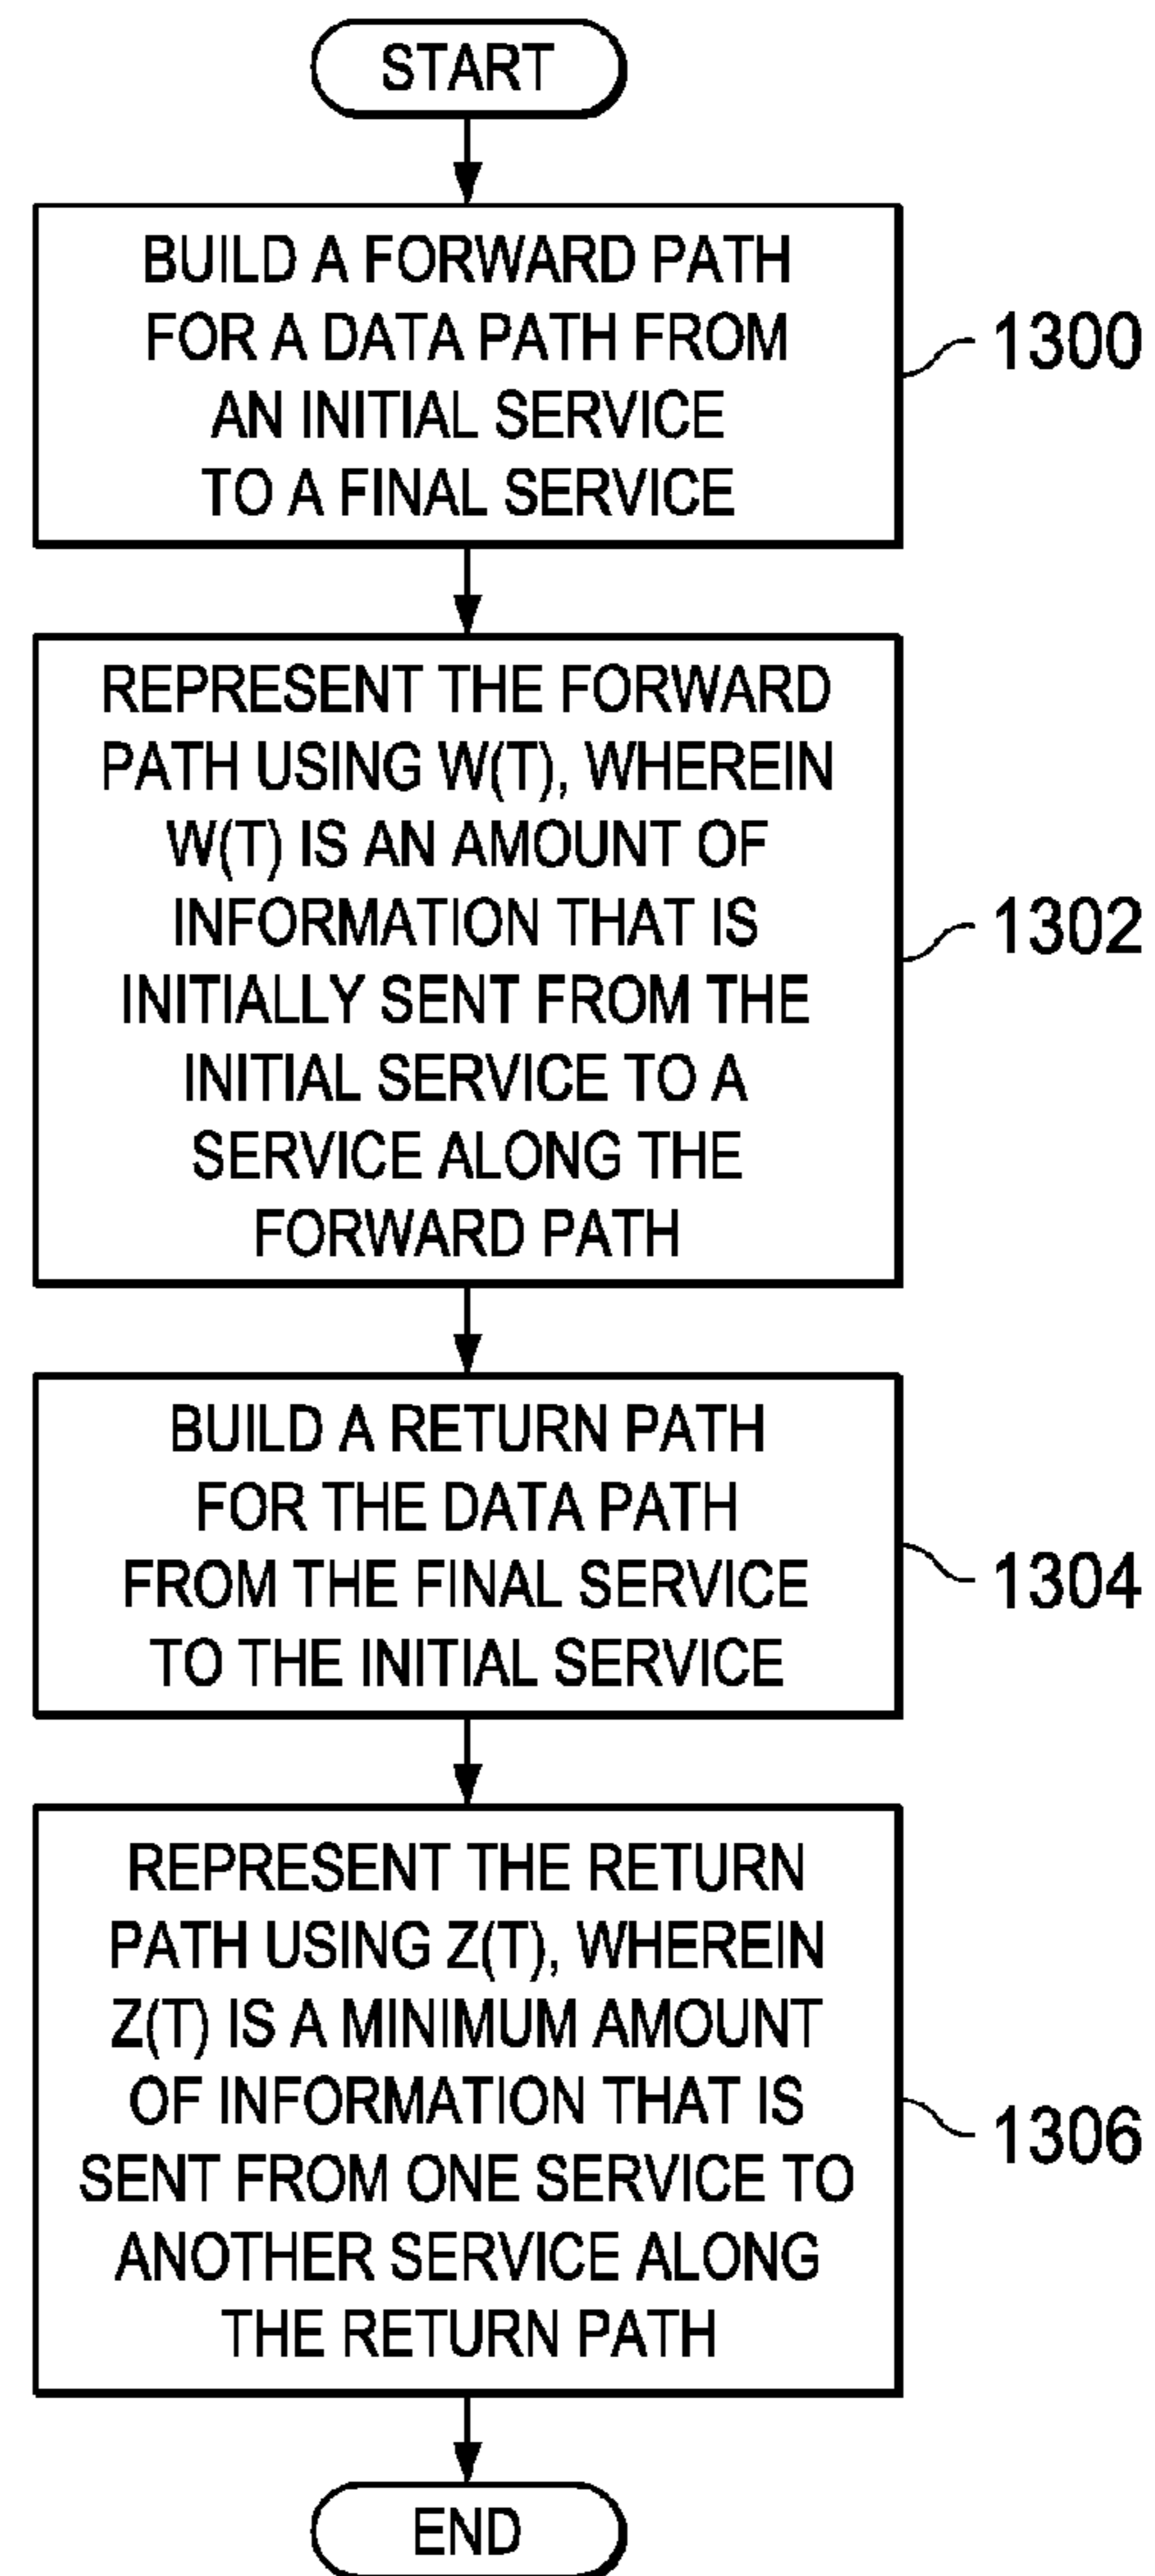 START
BUILD A FORWARD PATH
FOR A DATA PATH FROM
AN INITIAL SERVICE
TO A FINAL SERVICE
1300
REPRESENT THE FORWARD
PATH USING W(T), WHEREIN
W(T) IS AN AMOUNT OF
INFORMATION THAT IS
INITIALLY SENT FROM THE
INITIAL SERVICE TO A
SERVICE ALONG THE
FORWARD PATH
1302
BUILD A RETURN PATH
FOR THE DATA PATH
FROM THE FINAL SERVICE
TO THE INITIAL SERVICE
1304
REPRESENT THE RETURN
PATH USING Z(T), WHEREIN
Z(T) IS A MINIMUM AMOUNT
OF INFORMATION THAT IS
SENT FROM ONE SERVICE TO
ANOTHER SERVICE ALONG
THE RETURN PATH
1306
END